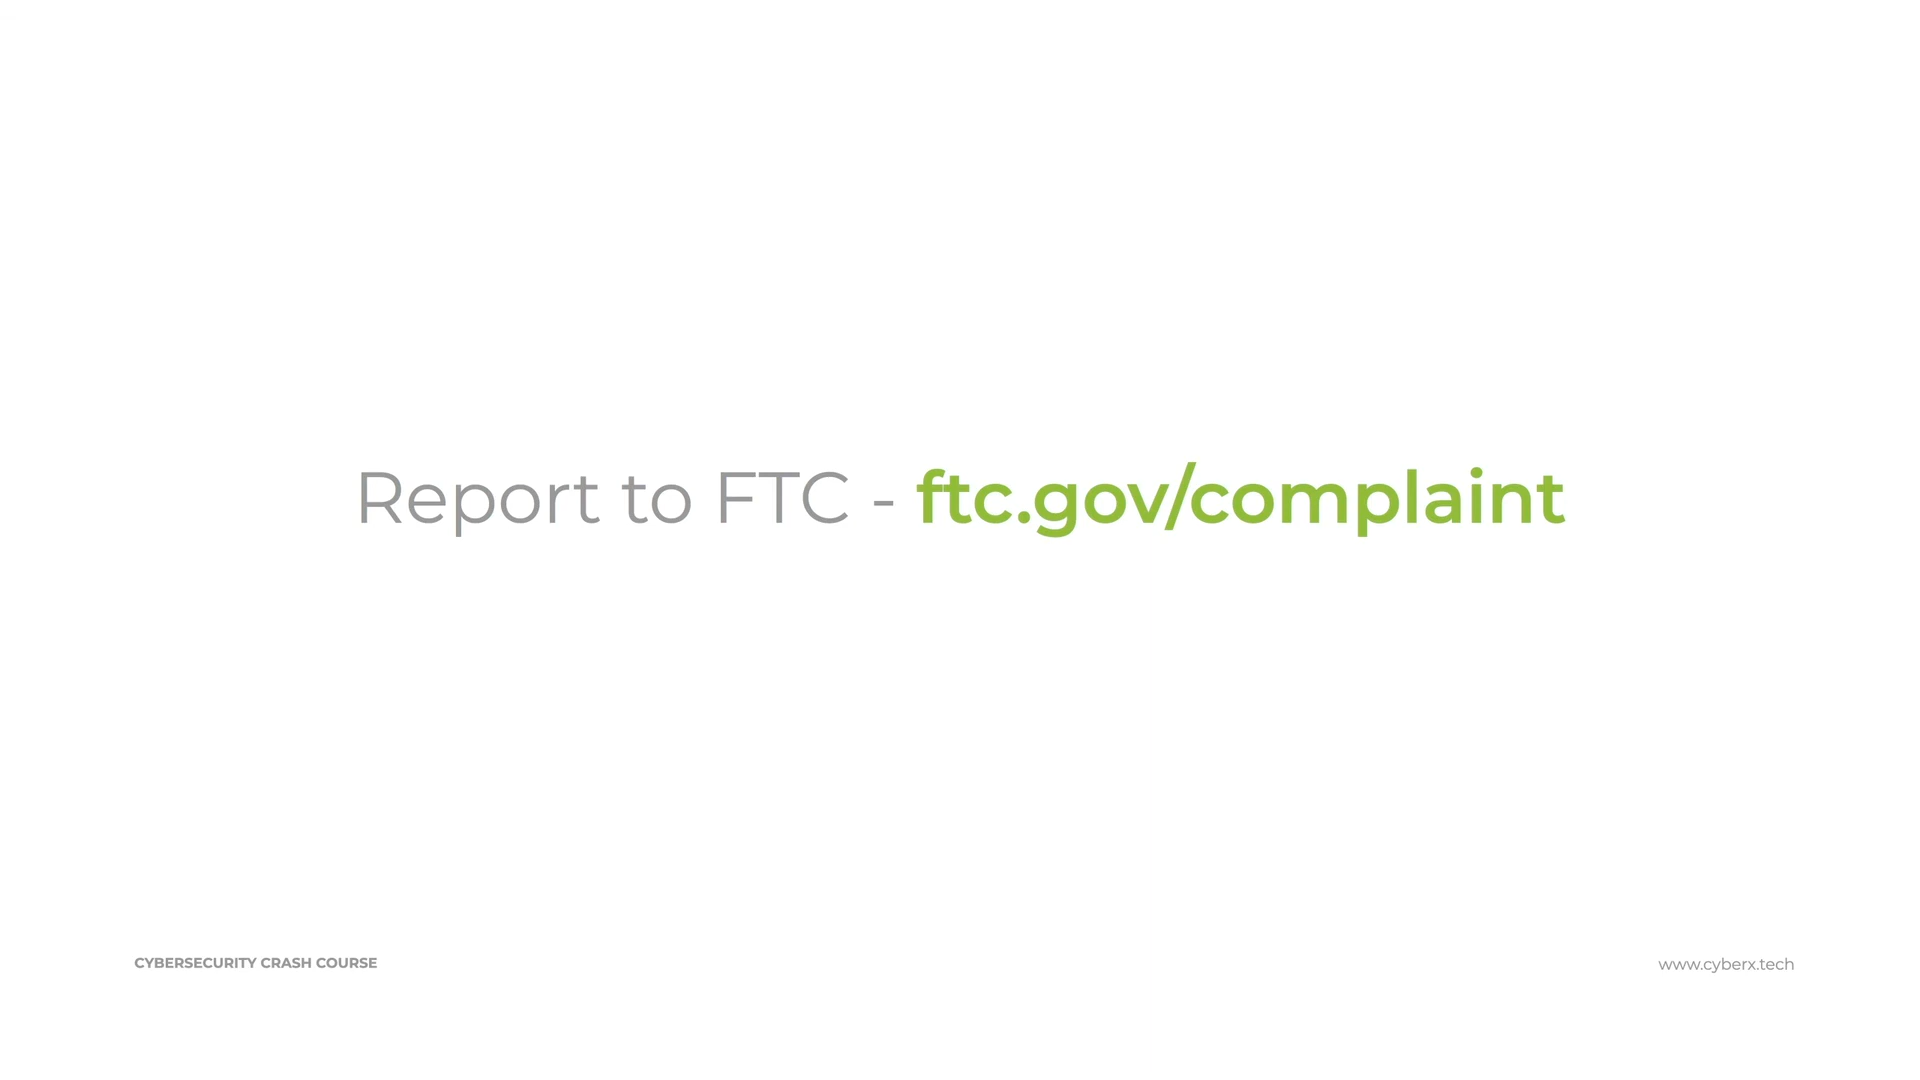 Report to FTC - ftc.gov/complaint
CYBERSECURITY CRASH COURSE
www.cyberx.tech